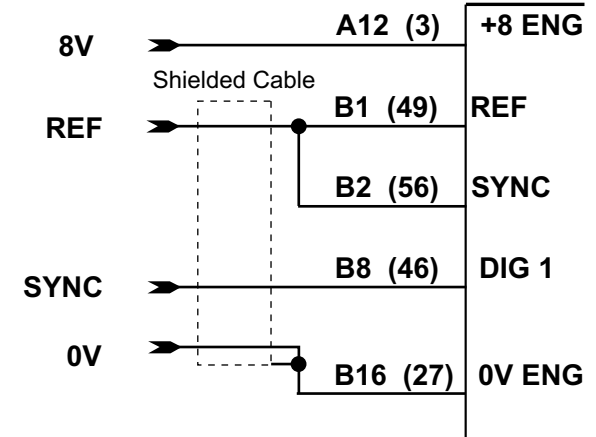 8V A12 (3) +8 ENG
Shielded Cable
REF B1 (49) REF
B2 (56) SYNC
SYNC B8 (46) DIG 1
0V B16 (27) 0V ENG